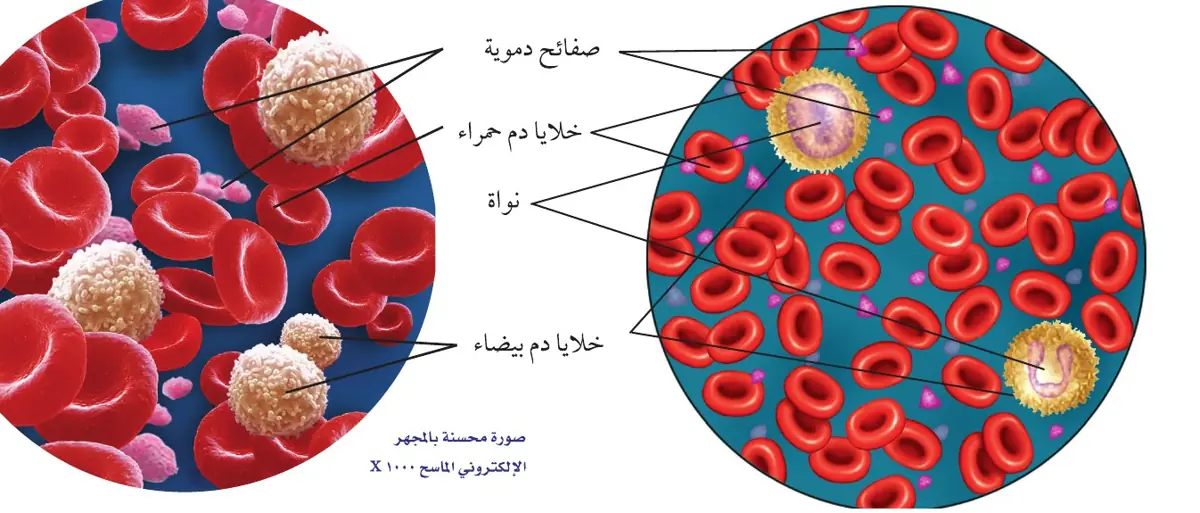 صفائح دموية
خلايا دم حمراء
نواة
خلايا دم بيضاء
صورة محسنة بالمجهر
الإلكتروني الماسح ١٠٠٠ X